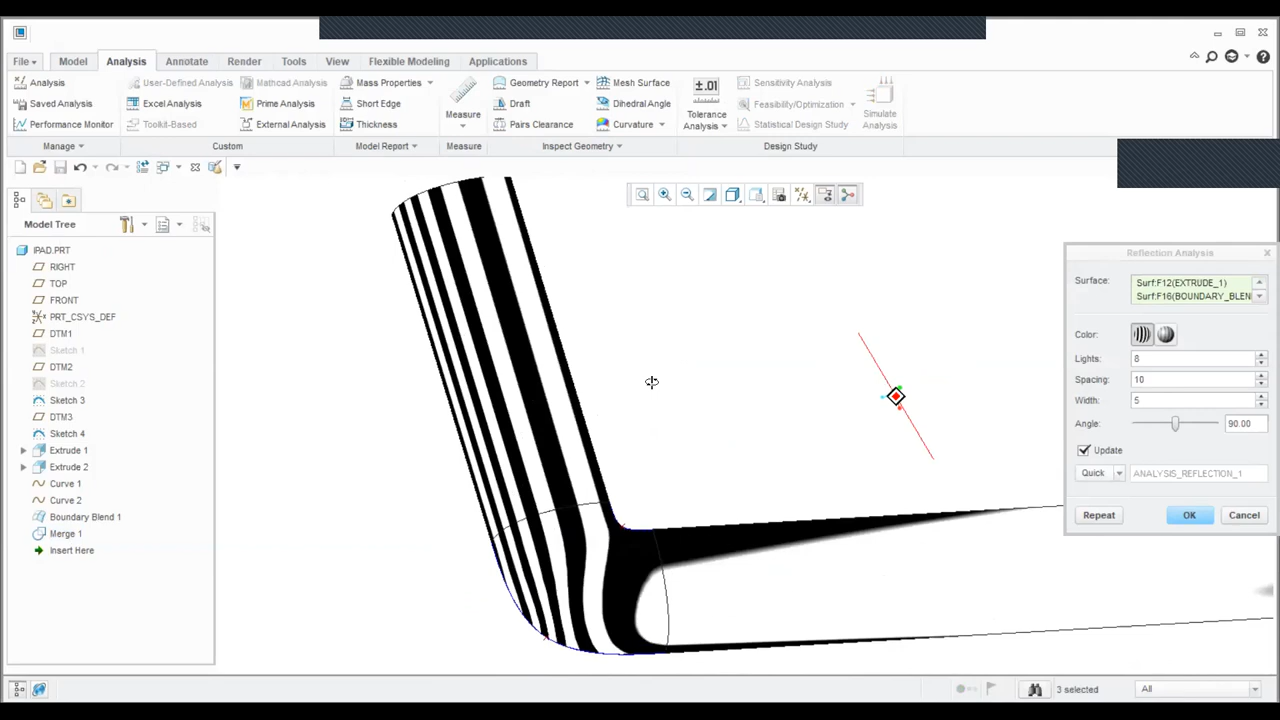 File Model Analysis Annotate Render Tools View Flexible Modeling Applications
Analysis User-Defined Analysis Mathcad Analysis Mass Properties Geometry Report Mesh Surface Sensitivity Analysis
Saved Analysis Excel Analysis Prime Analysis Short Edge Draft Dihedral Angle Feasibility/Optimization
Performance Monitor Toolkit-Based External Analysis Thickness Pairs Clearance Curvature Statistical Design Study
Measure
±.01
Tolerance Analysis
Simulate Analysis
Manage Custom Model Report Measure Inspect Geometry Design Study
Model Tree
IPAD.PRT
RIGHT
TOP
FRONT
PRT_CSYS_DEF
DTM1
Sketch 1
DTM2
Sketch 2
Sketch 3
DTM3
Sketch 4
Extrude 1
Extrude 2
Curve 1
Curve 2
Boundary Blend 1
Merge 1
Insert Here
Reflection Analysis
Surface: Surf:F12(EXTRUDE_1)
Surf:F16(BOUNDARY_BLEN
Color:
Lights: 8
Spacing: 10
Width: 5
Angle: 90.00
Update
Quick ANALYSIS_REFLECTION_1
Repeat OK Cancel
3 selected All